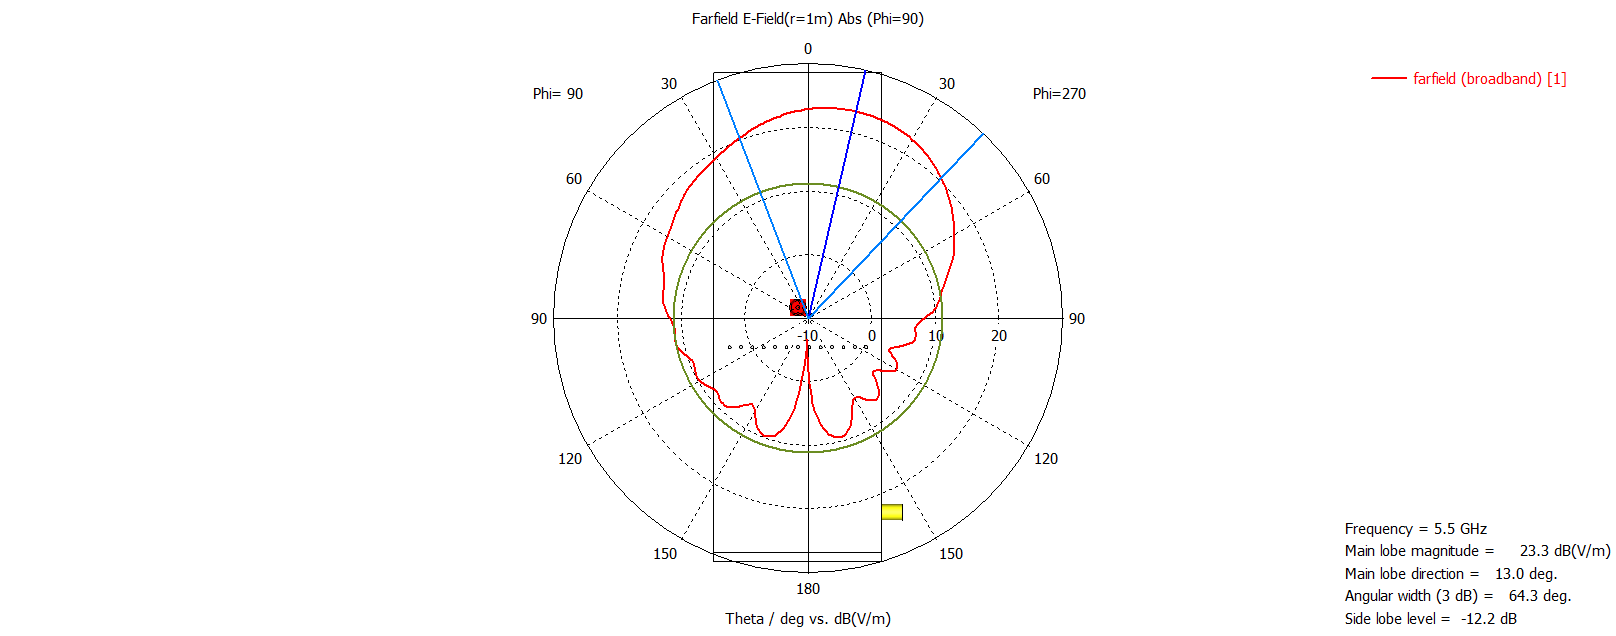 Farfield E-Field(r=1m) Abs (Phi=90)
0
30
30
Phi= 90
Phi=270
farfield (broadband) [1]
60
60
90
90
-10
0
10
20
120
120
150
150
180
Theta / deg vs. dB(V/m)
Frequency = 5.5 GHz
Main lobe magnitude = 23.3 dB(V/m)
Main lobe direction = 13.0 deg.
Angular width (3 dB) = 64.3 deg.
Side lobe level = -12.2 dB